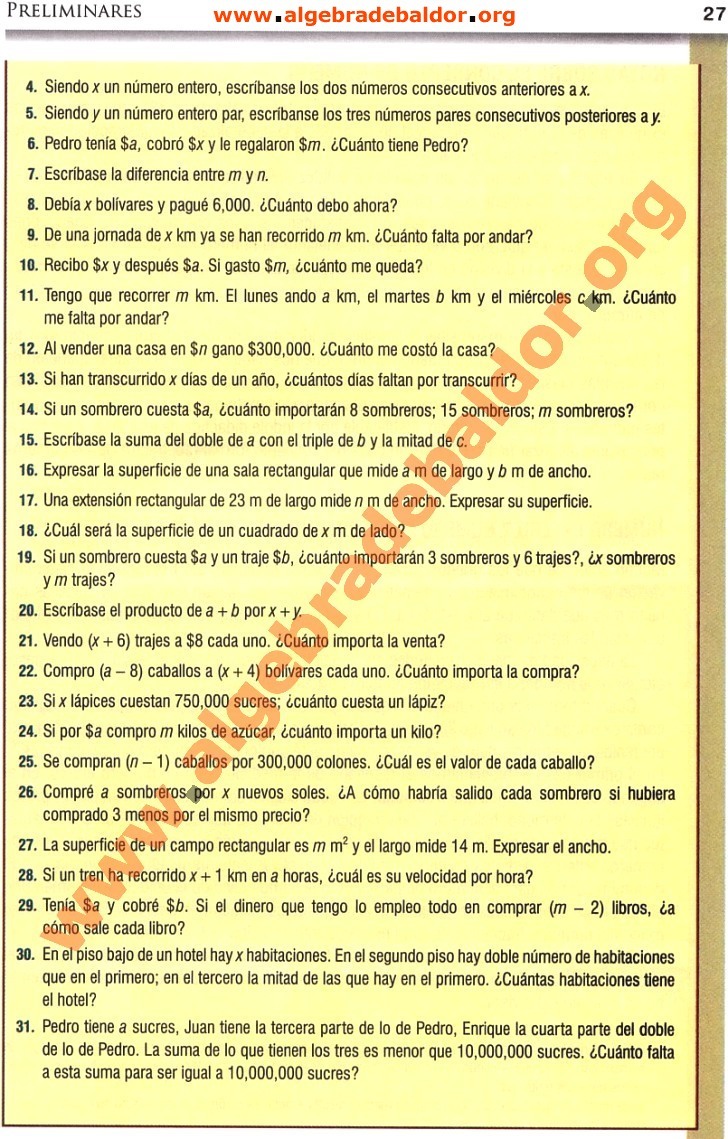 PRELIMINARES www.algebradebaldor.org 27
4. Siendo x un número entero, escríbanse los dos números consecutivos anteriores a x.
5. Siendo y un número entero par, escríbanse los tres números pares consecutivos posteriores a y.
6. Pedro tenía $a, cobró $x y le regalaron $m. ¿Cuánto tiene Pedro?
7. Escríbase la diferencia entre m y n.
8. Debía x bolívares y pagué 6,000. ¿Cuánto debo ahora?
9. De una jornada de x km ya se han recorrido m km. ¿Cuánto falta por andar?
10. Recibo $x y después $a. Si gasto $m, ¿cuánto me queda?
11. Tengo que recorrer m km. El lunes ando a km, el martes b km y el miércoles c km. ¿Cuánto
me falta por andar?
12. Al vender una casa en $n gano $300,000. ¿Cuánto me costó la casa?
13. Si han transcurrido x días de un año, ¿cuántos días faltan por transcurrir?
14. Si un sombrero cuesta $a, ¿cuánto importarán 8 sombreros; 15 sombreros; m sombreros?
15. Escríbase la suma del doble de a con el triple de b y la mitad de c.
16. Expresar la superficie de una sala rectangular que mide a m de largo y b m de ancho.
17. Una extensión rectangular de 23 m de largo mide n m de ancho. Expresar su superficie.
18. ¿Cuál será la superficie de un cuadrado de x m de lado?
19. Si un sombrero cuesta $a y un traje $b, ¿cuánto importarán 3 sombreros y 6 trajes?, ¿x sombreros
y m trajes?
20. Escríbase el producto de a + b por x + y.
21. Vendo (x + 6) trajes a $8 cada uno. ¿Cuánto importa la venta?
22. Compro (a – 8) caballos a (x + 4) bolívares cada uno. ¿Cuánto importa la compra?
23. Si x lápices cuestan 750,000 sucres; ¿cuánto cuesta un lápiz?
24. Si por $a compro m kilos de azúcar, ¿cuánto importa un kilo?
25. Se compran (n – 1) caballos por 300,000 colones. ¿Cuál es el valor de cada caballo?
26. Compré a sombreros por x nuevos soles. ¿A cómo habría salido cada sombrero si hubiera
comprado 3 menos por el mismo precio?
27. La superficie de un campo rectangular es m m² y el largo mide 14 m. Expresar el ancho.
28. Si un tren ha recorrido x + 1 km en a horas, ¿cuál es su velocidad por hora?
29. Tenía $a y cobré $b. Si el dinero que tengo lo empleo todo en comprar (m – 2) libros, ¿a
cómo sale cada libro?
30. En el piso bajo de un hotel hay x habitaciones. En el segundo piso hay doble número de habitaciones
que en el primero; en el tercero la mitad de las que hay en el primero. ¿Cuántas habitaciones tiene
el hotel?
31. Pedro tiene a sucres, Juan tiene la tercera parte de lo de Pedro, Enrique la cuarta parte del doble
de lo de Pedro. La suma de lo que tienen los tres es menor que 10,000,000 sucres. ¿Cuánto falta
a esta suma para ser igual a 10,000,000 sucres?
www.algebradebaldor.org